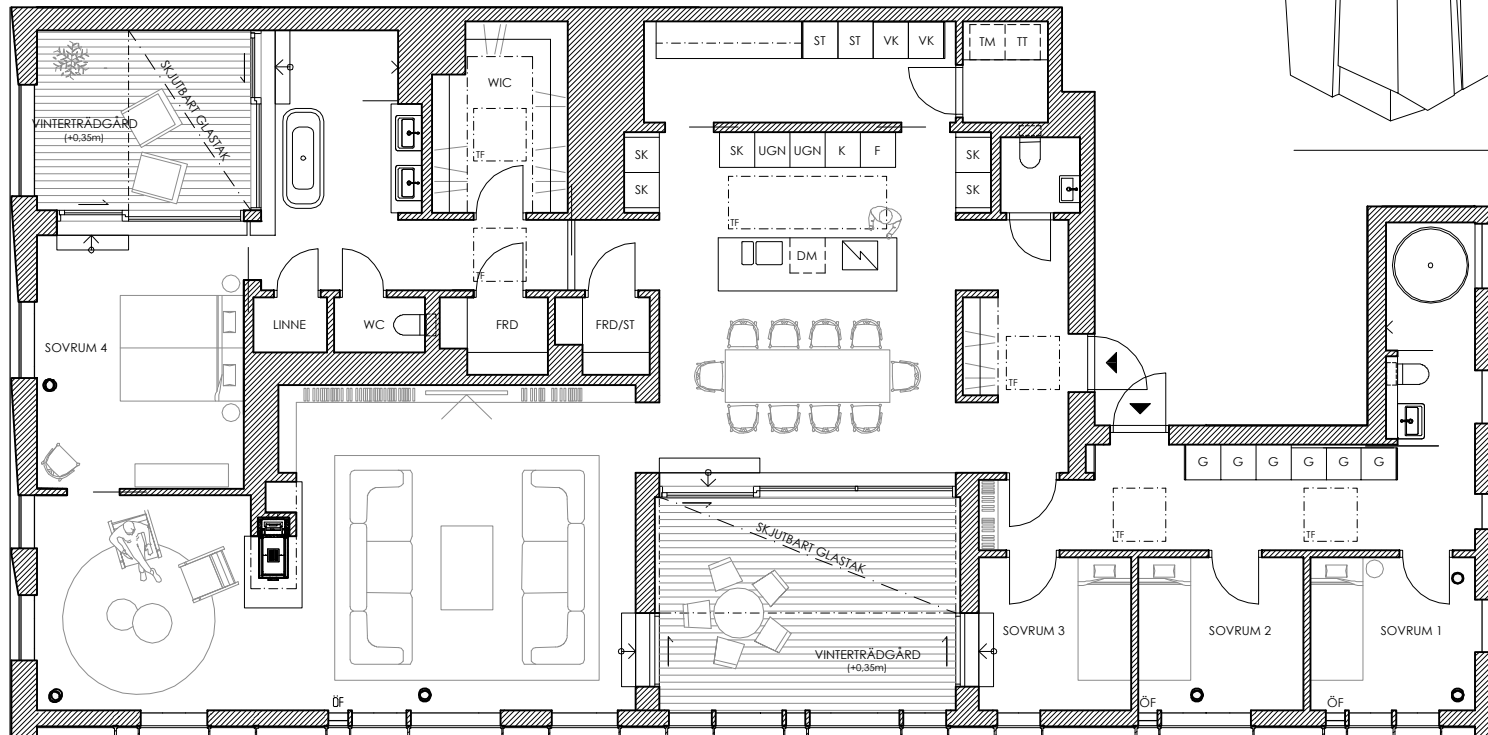 ST ST VK VK
TM TT
WIC
TF
SKJUTBART GLASTAK
VINTERTRÄDGÅRD
(+0,35m)
SK
SK
SK UGN UGN K F
SK
SK
TF
DM
TF
LINNE
WC
FRD
FRD/ST
SOVRUM 4
TF
G G G G G G
TF
TF
SKJUTBART GLASTAK
VINTERTRÄDGÅRD
(+0,35m)
SOVRUM 3
SOVRUM 2
SOVRUM 1
ÖF
ÖF
ÖF